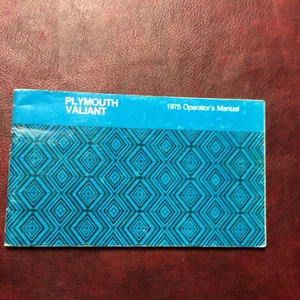 PLYMOUTH
VALIANT
1975 Operator's Manual